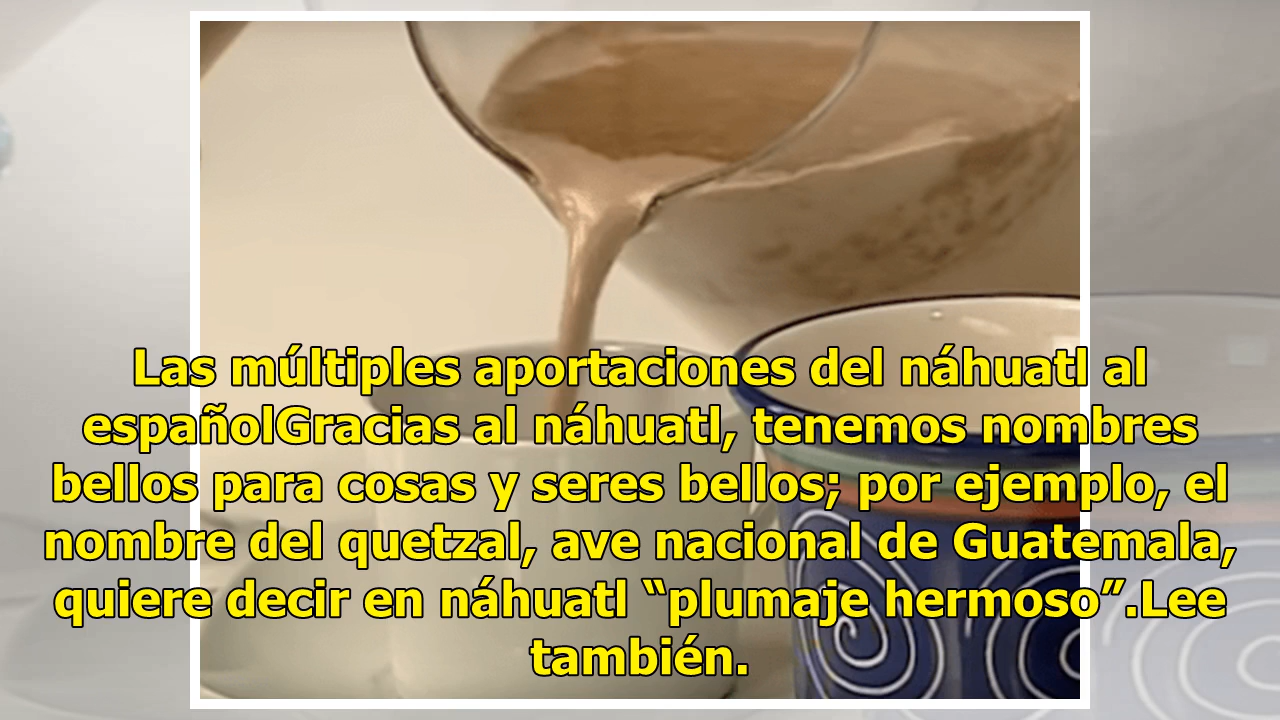 Las múltiples aportaciones del náhuatl al
españolGracias al náhuatl, tenemos nombres
bellos para cosas y seres bellos; por ejemplo, el
nombre del quetzal, ave nacional de Guatemala,
quiere decir en náhuatl “plumaje hermoso”.Lee
también.